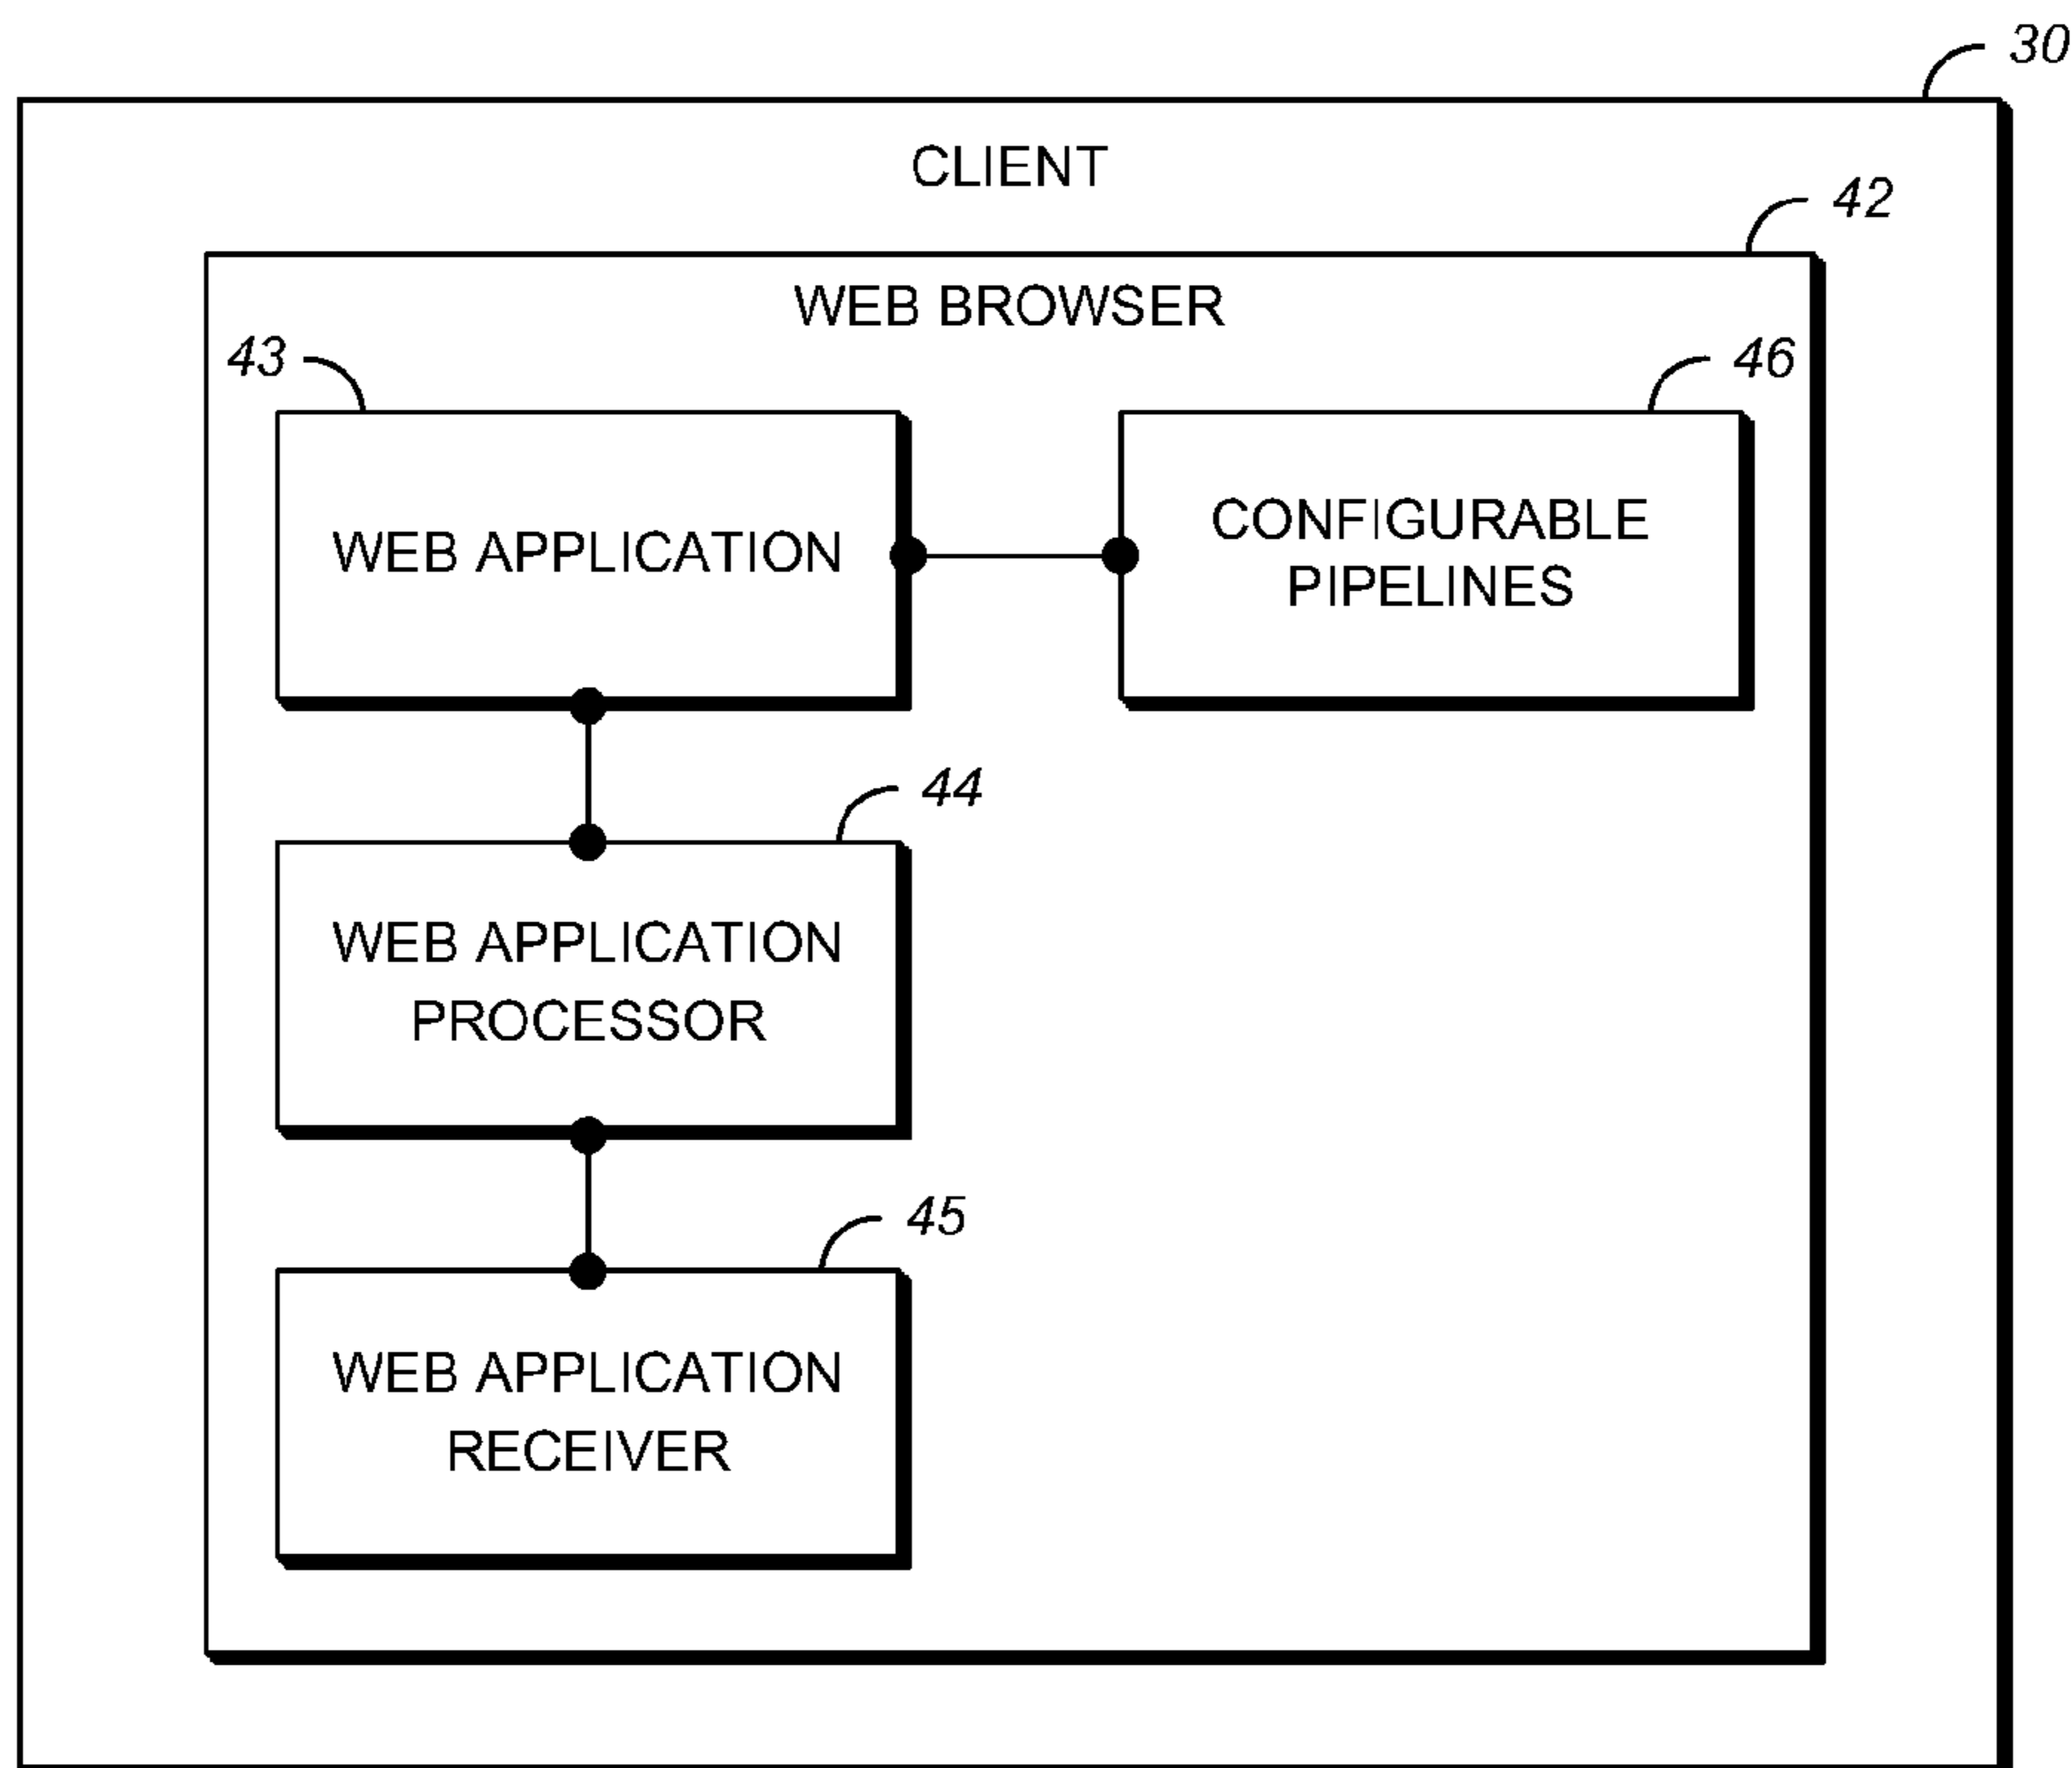 30
CLIENT
42
WEB BROWSER
43
46
WEB APPLICATION
CONFIGURABLE
PIPELINES
44
WEB APPLICATION
PROCESSOR
45
WEB APPLICATION
RECEIVER